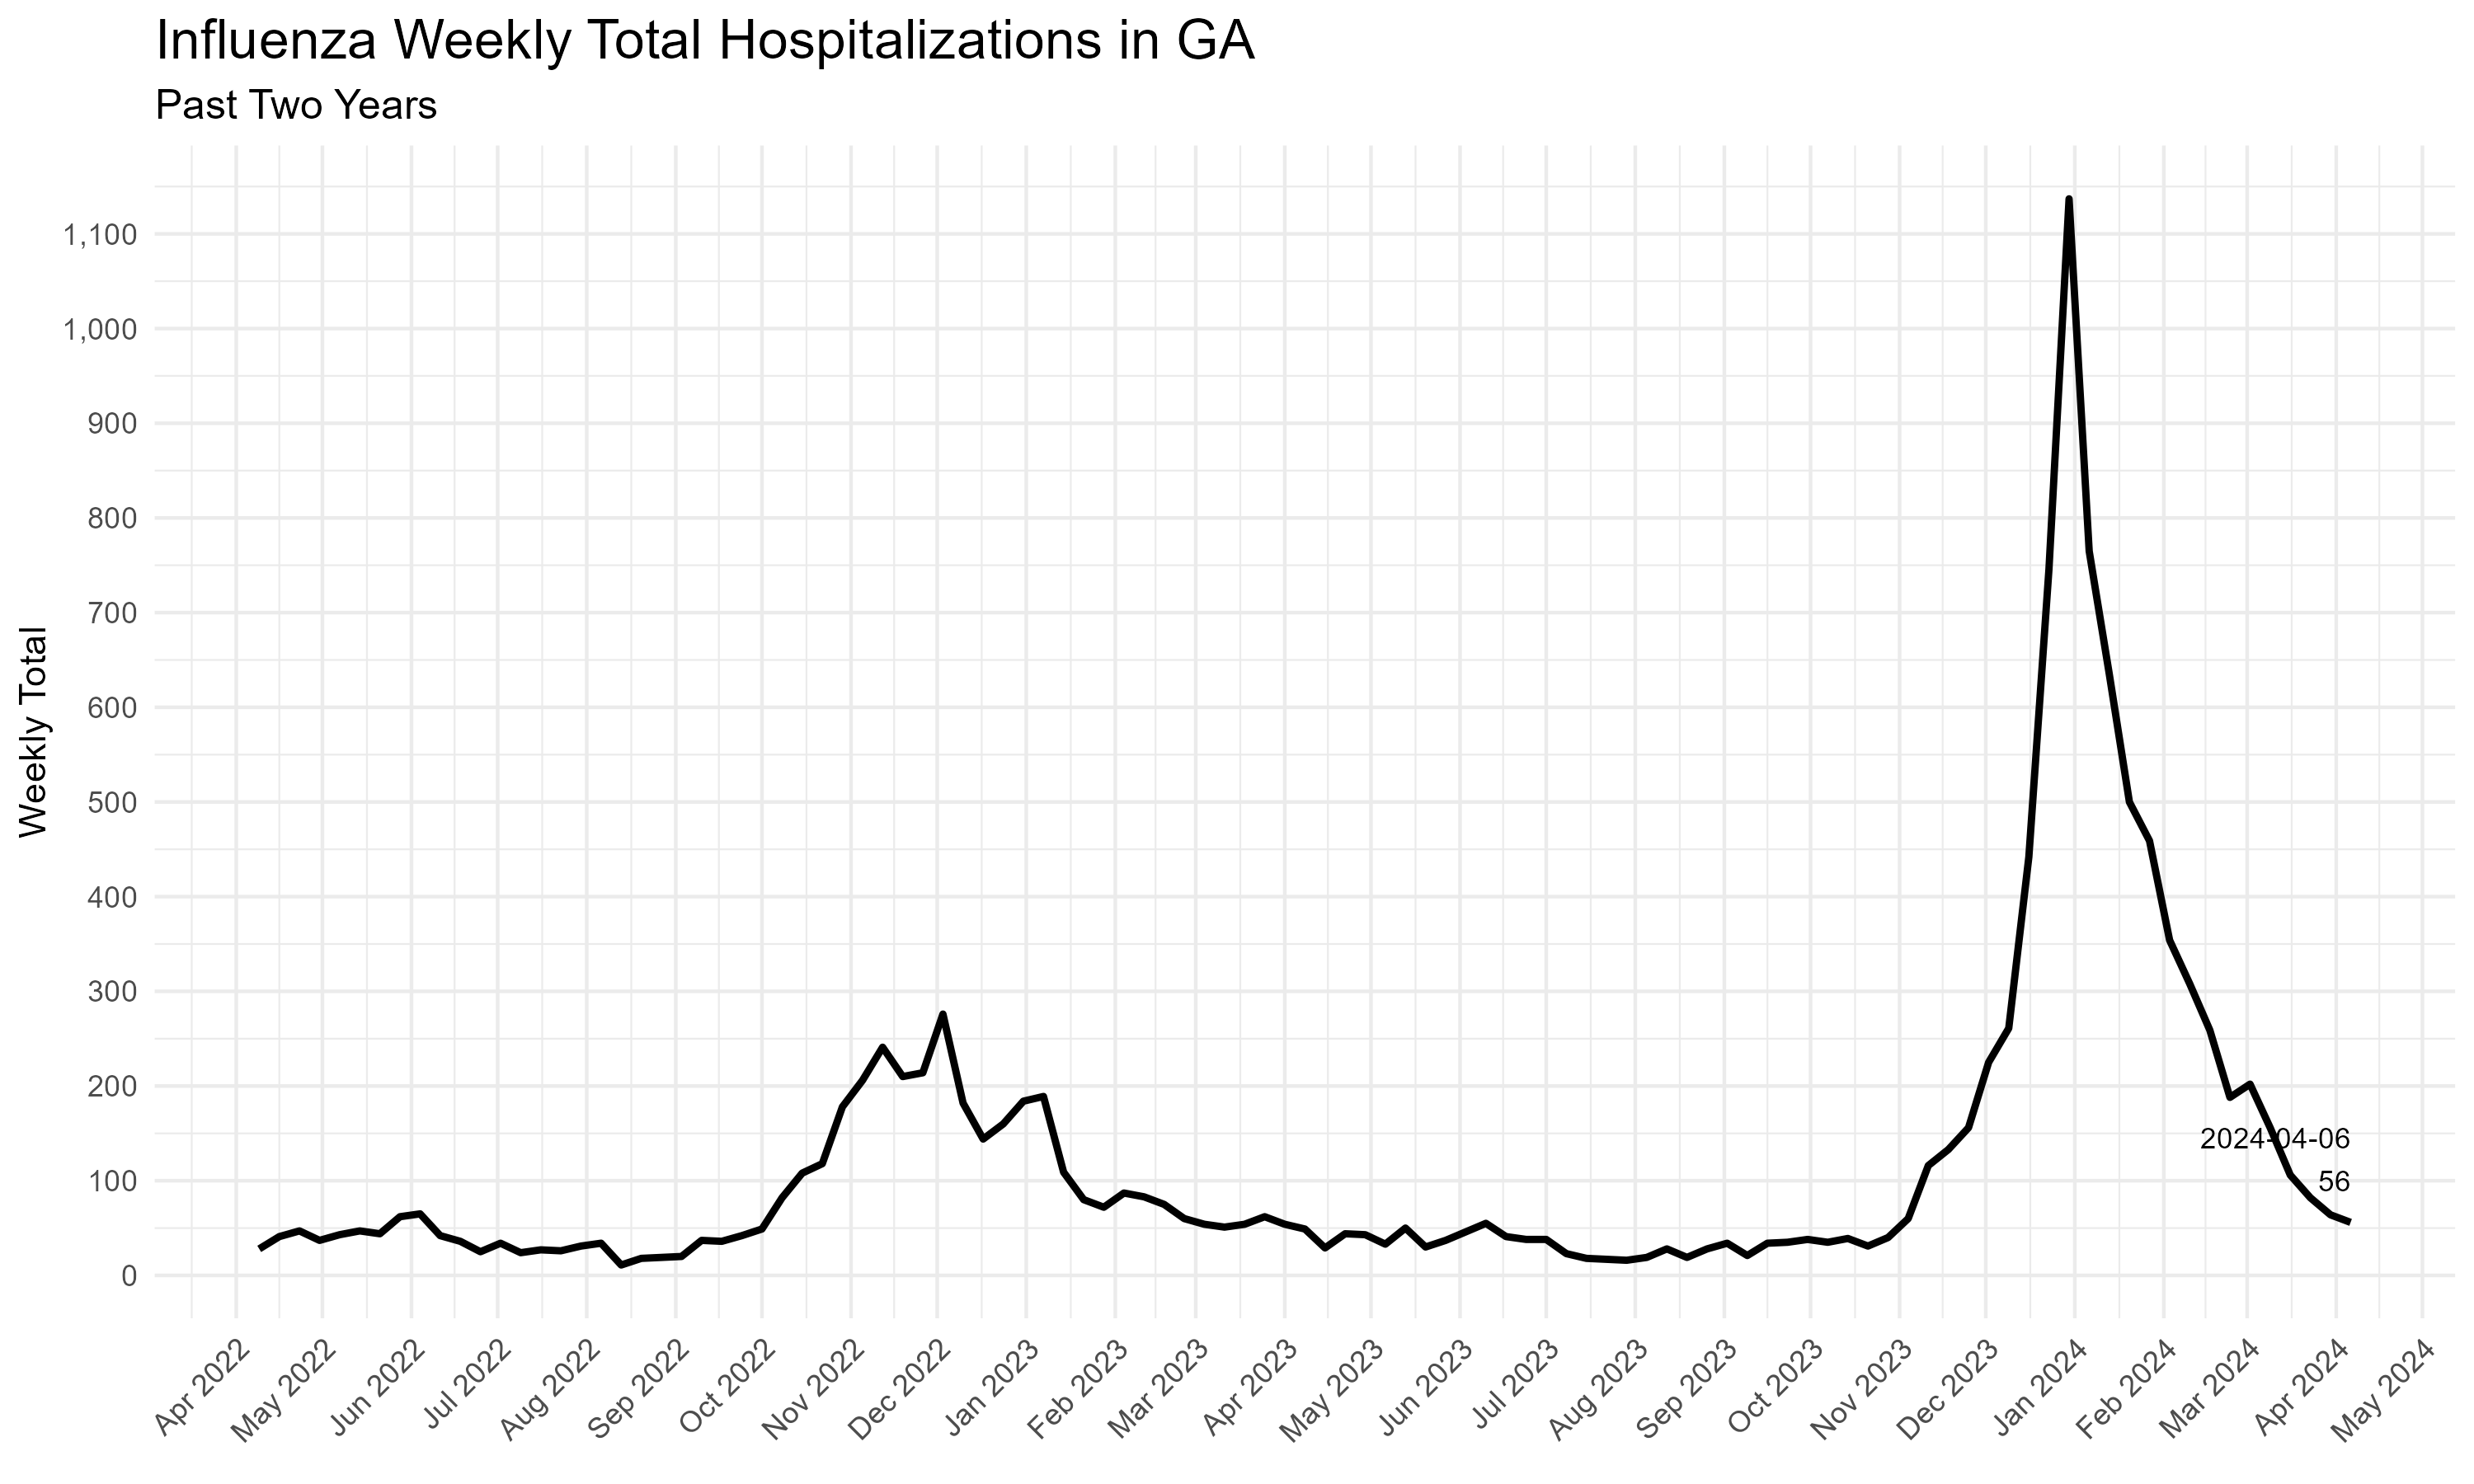 Influenza Weekly Total Hospitalizations in GA
Past Two Years
Weekly Total
1,100
1,000
900
800
700
600
500
400
300
200
100
0
2024-04-06
56
Apr 2022
May 2022
Jun 2022
Jul 2022
Aug 2022
Sep 2022
Oct 2022
Nov 2022
Dec 2022
Jan 2023
Feb 2023
Mar 2023
Apr 2023
May 2023
Jun 2023
Jul 2023
Aug 2023
Sep 2023
Oct 2023
Nov 2023
Dec 2023
Jan 2024
Feb 2024
Mar 2024
Apr 2024
May 2024